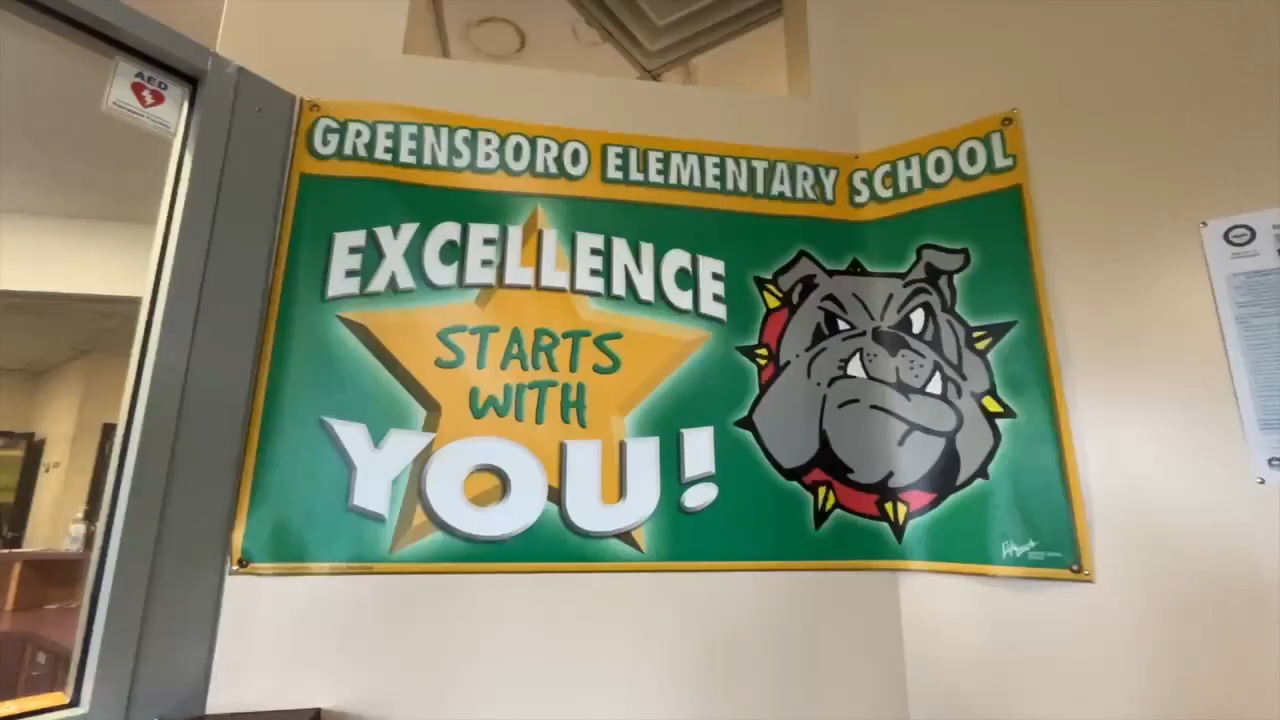 AED
GREENSBORO ELEMENTARY SCHOOL
EXCELLENCE
STARTS
WITH
YOU!